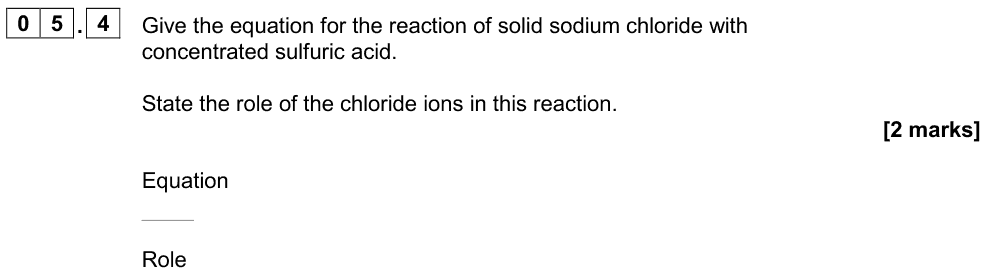 0 5 . 4 Give the equation for the reaction of solid sodium chloride with
concentrated sulfuric acid.
State the role of the chloride ions in this reaction.
[2 marks]
Equation
Role